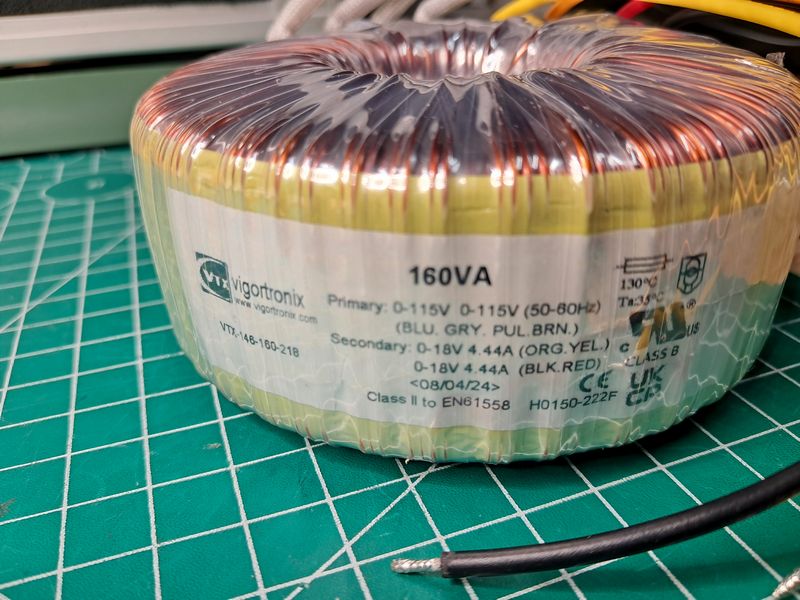 VTX
vigortronix
www.vigortronix.com
VTX-146-160-218
160VA
Primary: 0-115V 0-115V (50-60Hz)
(BLU. GRY. PUL.BRN.)
Secondary: 0-18V 4.44A (ORG.YEL.)
0-18V 4.44A (BLK.RED)
<08/04/24>
Class II to EN61558 H0150-222F
130°C
Ta:35°C
c UL ® US
CLASS B
CE UK
CA